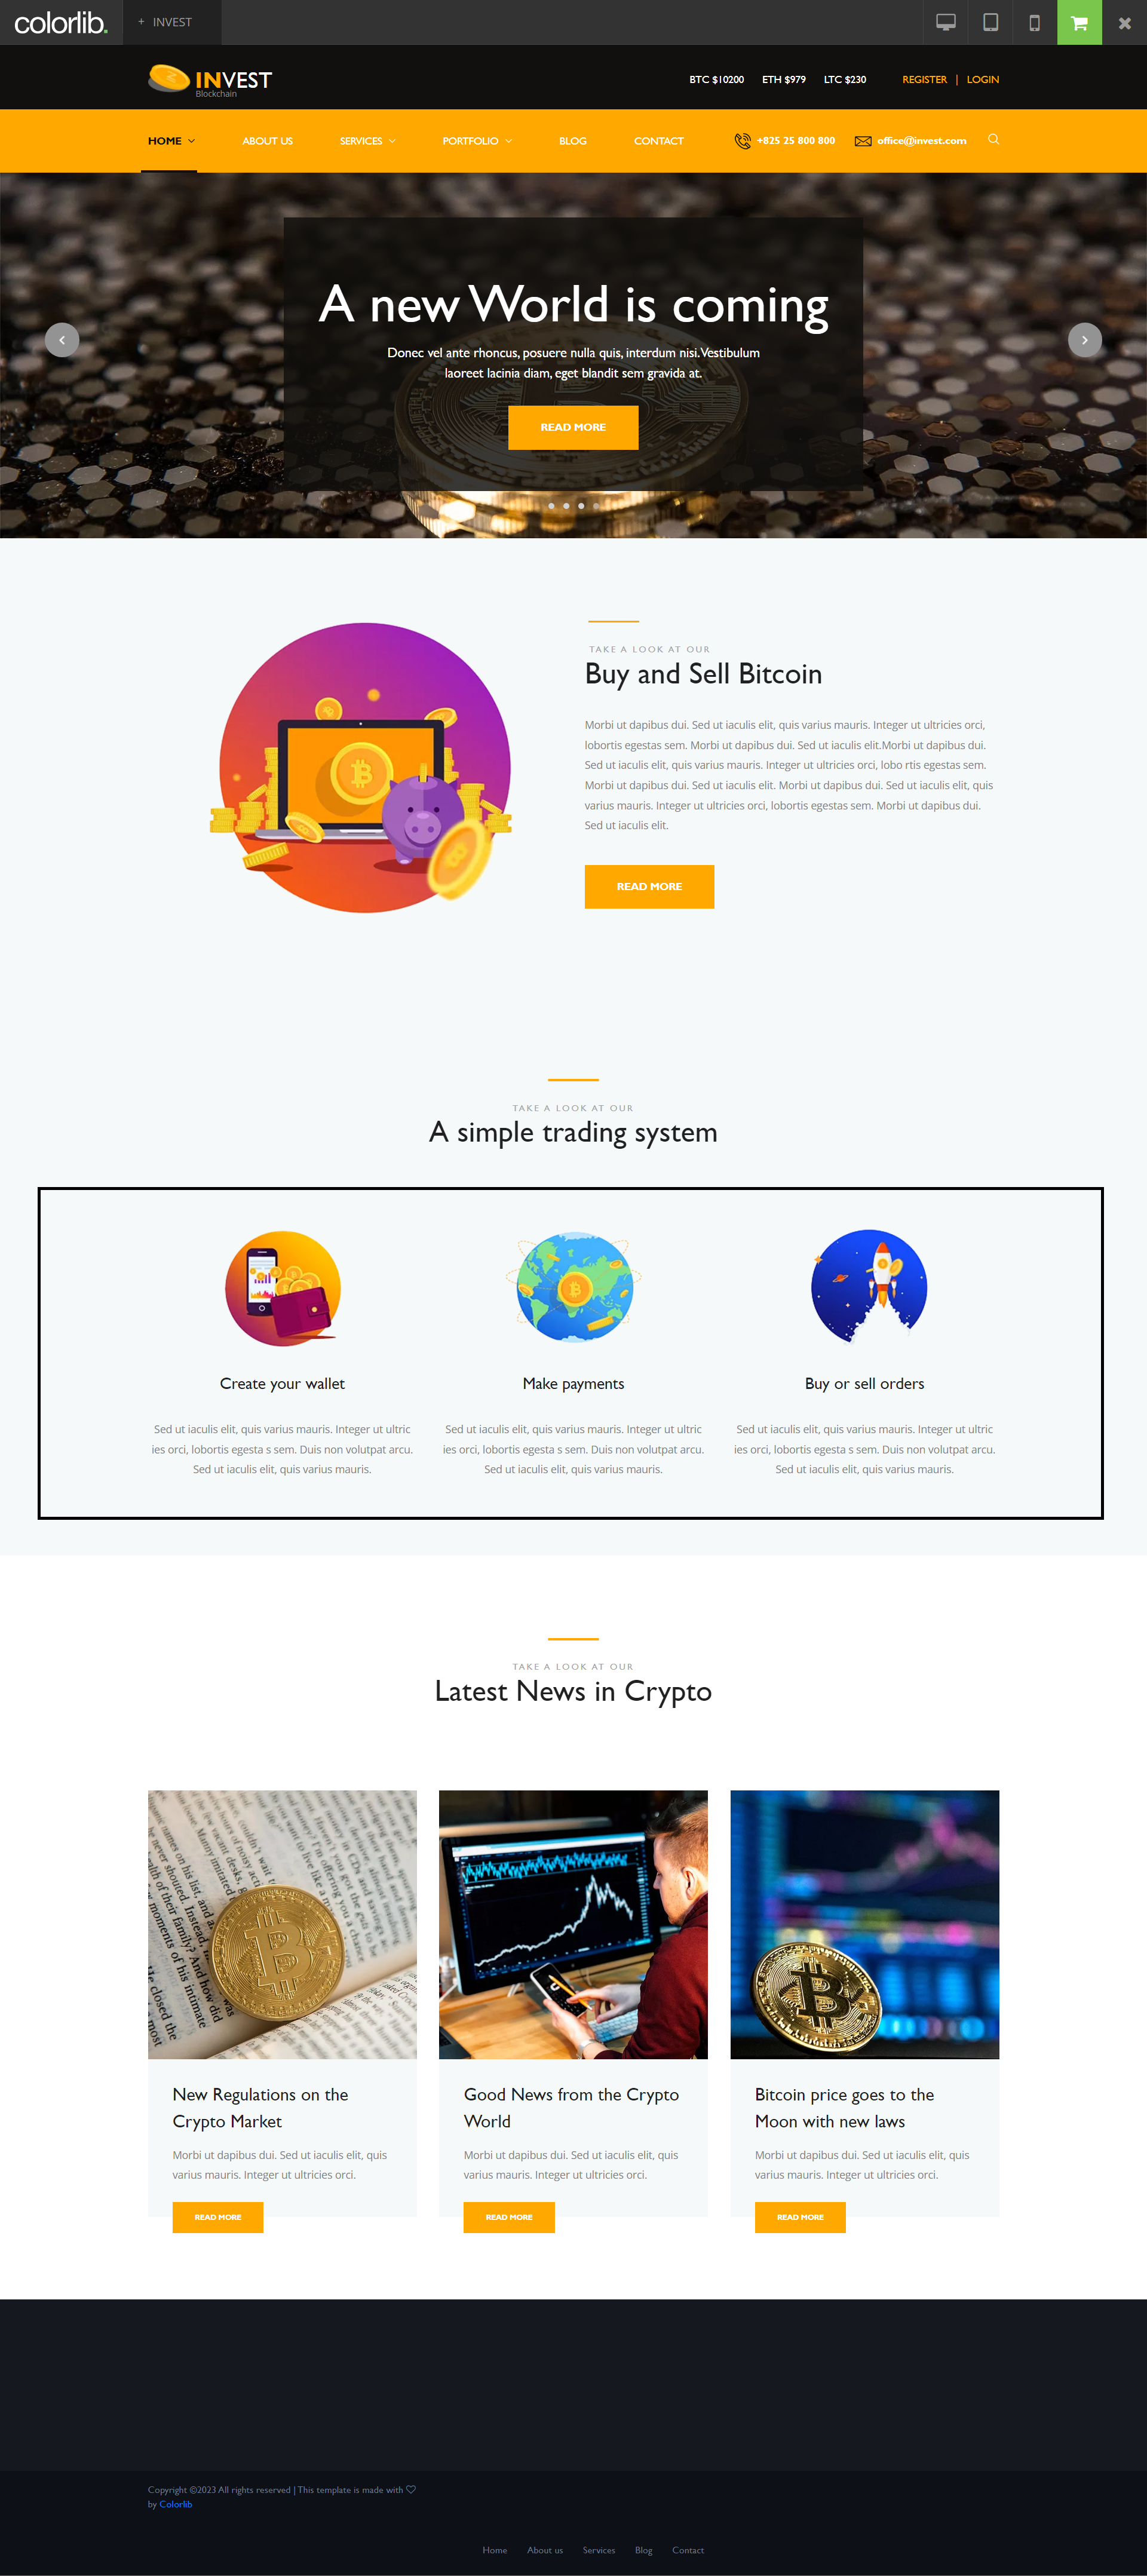 colorlib.
+ INVEST
INVEST
Blockchain
BTC $10200 ETH $979 LTC $230 REGISTER | LOGIN
HOME ABOUT US SERVICES PORTFOLIO BLOG CONTACT +825 25 800 800 office@invest.com
A new World is coming
Donec vel ante rhoncus, posuere nulla quis, interdum nisi. Vestibulum
laoreet lacinia diam, eget blandit sem gravida at.
READ MORE
TAKE A LOOK AT OUR
Buy and Sell Bitcoin
Morbi ut dapibus dui. Sed ut iaculis elit, quis varius mauris. Integer ut ultricies orci,
lobortis egestas sem. Morbi ut dapibus dui. Sed ut iaculis elit.Morbi ut dapibus dui.
Sed ut iaculis elit, quis varius mauris. Integer ut ultricies orci, lobo rtis egestas sem.
Morbi ut dapibus dui. Sed ut iaculis elit. Morbi ut dapibus dui. Sed ut iaculis elit, quis
varius mauris. Integer ut ultricies orci, lobortis egestas sem. Morbi ut dapibus dui.
Sed ut iaculis elit.
READ MORE
TAKE A LOOK AT OUR
A simple trading system
Create your wallet
Sed ut iaculis elit, quis varius mauris. Integer ut ultric
ies orci, lobortis egesta s sem. Duis non volutpat arcu.
Sed ut iaculis elit, quis varius mauris.
Make payments
Sed ut iaculis elit, quis varius mauris. Integer ut ultric
ies orci, lobortis egesta s sem. Duis non volutpat arcu.
Sed ut iaculis elit, quis varius mauris.
Buy or sell orders
Sed ut iaculis elit, quis varius mauris. Integer ut ultric
ies orci, lobortis egesta s sem. Duis non volutpat arcu.
Sed ut iaculis elit, quis varius mauris.
TAKE A LOOK AT OUR
Latest News in Crypto
New Regulations on the
Crypto Market
Morbi ut dapibus dui. Sed ut iaculis elit, quis
varius mauris. Integer ut ultricies orci.
READ MORE
Good News from the Crypto
World
Morbi ut dapibus dui. Sed ut iaculis elit, quis
varius mauris. Integer ut ultricies orci.
READ MORE
Bitcoin price goes to the
Moon with new laws
Morbi ut dapibus dui. Sed ut iaculis elit, quis
varius mauris. Integer ut ultricies orci.
READ MORE
Copyright ©2023 All rights reserved | This template is made with ♡
by Colorlib
Home About us Services Blog Contact